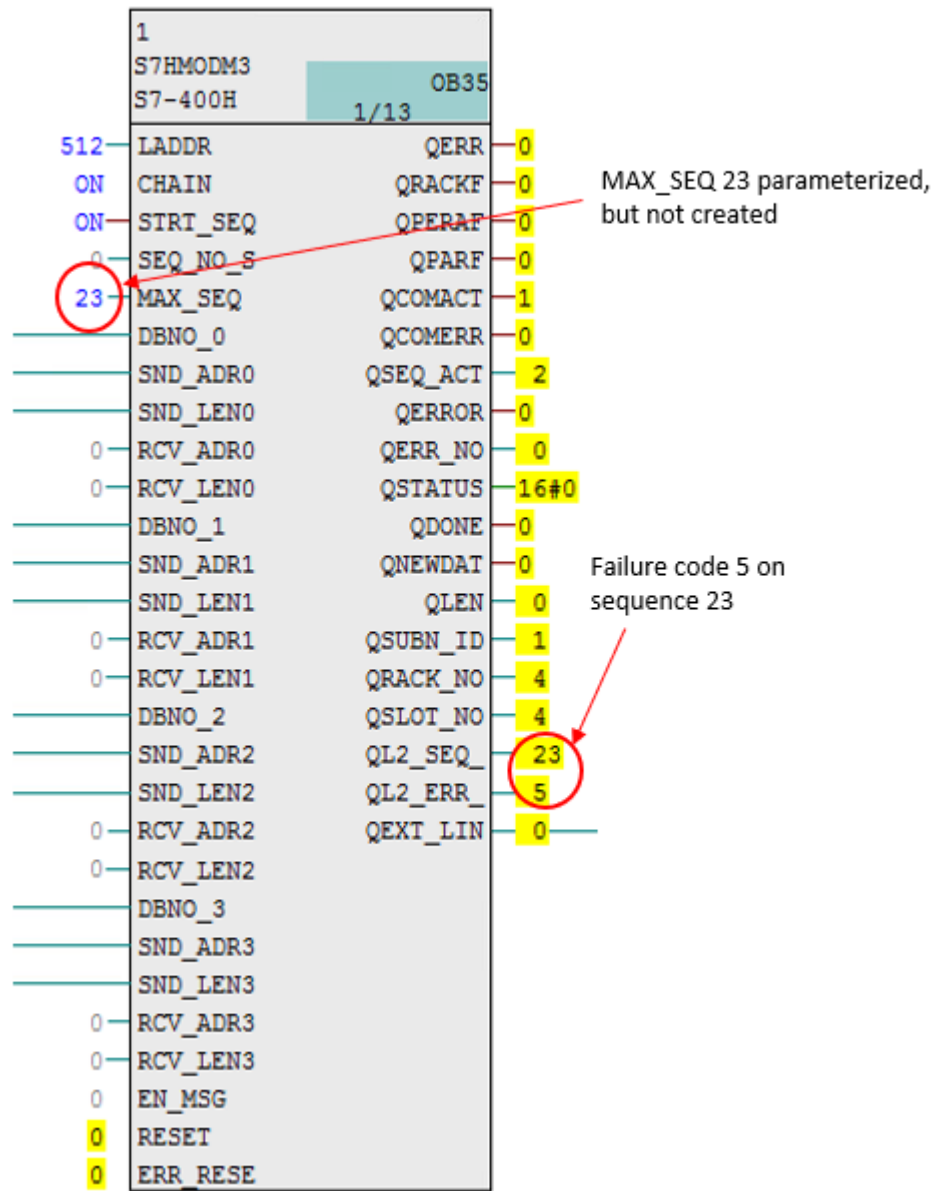 1
S7HMODM3
S7-400H
OB35
1/13
512 LADDR QERR 0
ON CHAIN QRACKF 0
ON STRT_SEQ QPERAF 0
0 SEQ_NO_S QPARF 0
23 MAX_SEQ QCOMACT 1
DBNO_0 QCOMERR 0
SND_ADR0 QSEQ_ACT 2
SND_LEN0 QERROR 0
0 RCV_ADR0 QERR_NO 0
0 RCV_LEN0 QSTATUS 16#0
DBNO_1 QDONE 0
SND_ADR1 QNEWDAT 0
SND_LEN1 QLEN 0
0 RCV_ADR1 QSUBN_ID 1
0 RCV_LEN1 QRACK_NO 4
DBNO_2 QSLOT_NO 4
SND_ADR2 QL2_SEQ_ 23
SND_LEN2 QL2_ERR_ 5
0 RCV_ADR2 QEXT_LIN 0
0 RCV_LEN2
DBNO_3
SND_ADR3
SND_LEN3
0 RCV_ADR3
0 RCV_LEN3
0 EN_MSG
0 RESET
0 ERR_RESE
MAX_SEQ 23 parameterized,
but not created
Failure code 5 on
sequence 23